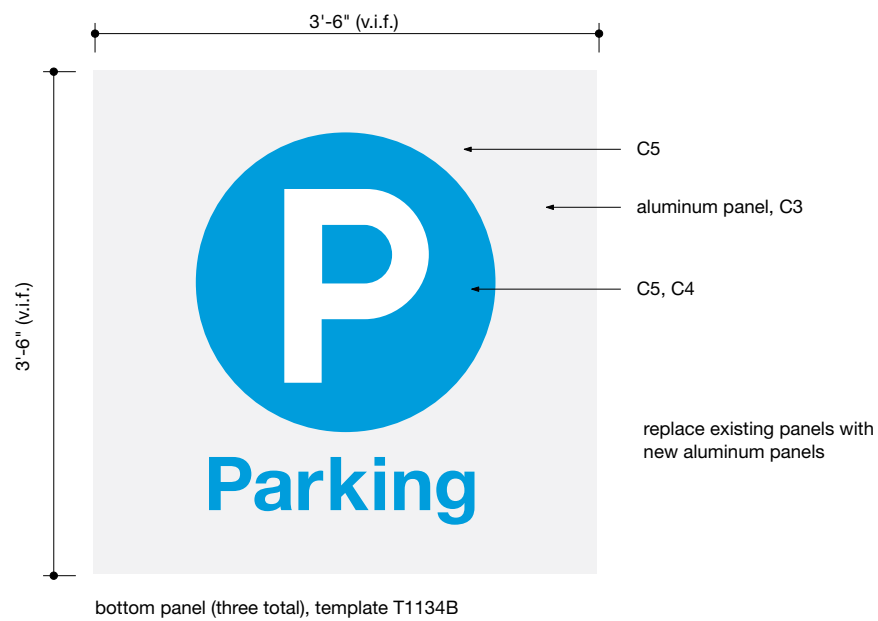 3'-6" (v.i.f.)
3'-6" (v.i.f.)
C5
aluminum panel, C3
C5, C4
P
Parking
replace existing panels with
new aluminum panels
bottom panel (three total), template T1134B